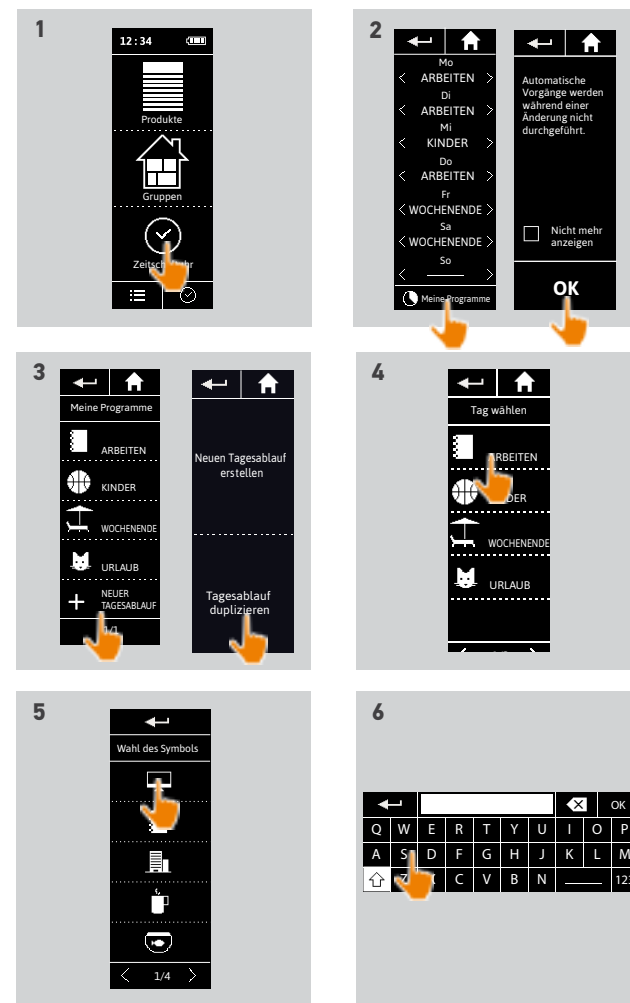 1
12:34
Produkte
Gruppen
2
Mo
< ARBEITEN >
Di
< ARBEITEN >
Mi
< KINDER >
Do
< ARBEITEN >
Fr
< WOCHENENDE >
Sa
< WOCHENENDE >
So
< >
Meine Programme
Automatische
Vorgänge werden
während einer
Änderung nicht
durchgeführt.
Nicht mehr
anzeigen
OK
3
Meine Programme
ARBEITEN
KINDER
WOCHENENDE
URLAUB
+ NEUER
TAGESABLAUF
Neuen Tagesablauf
erstellen
Tagesablauf
duplizieren
4
Tag wählen
WOCHENENDE
URLAUB
5
Wahl des Symbols
< 1/4 >
6
OK
Q W E R T Y U I O P
A S D F G H J K L M
C V B N